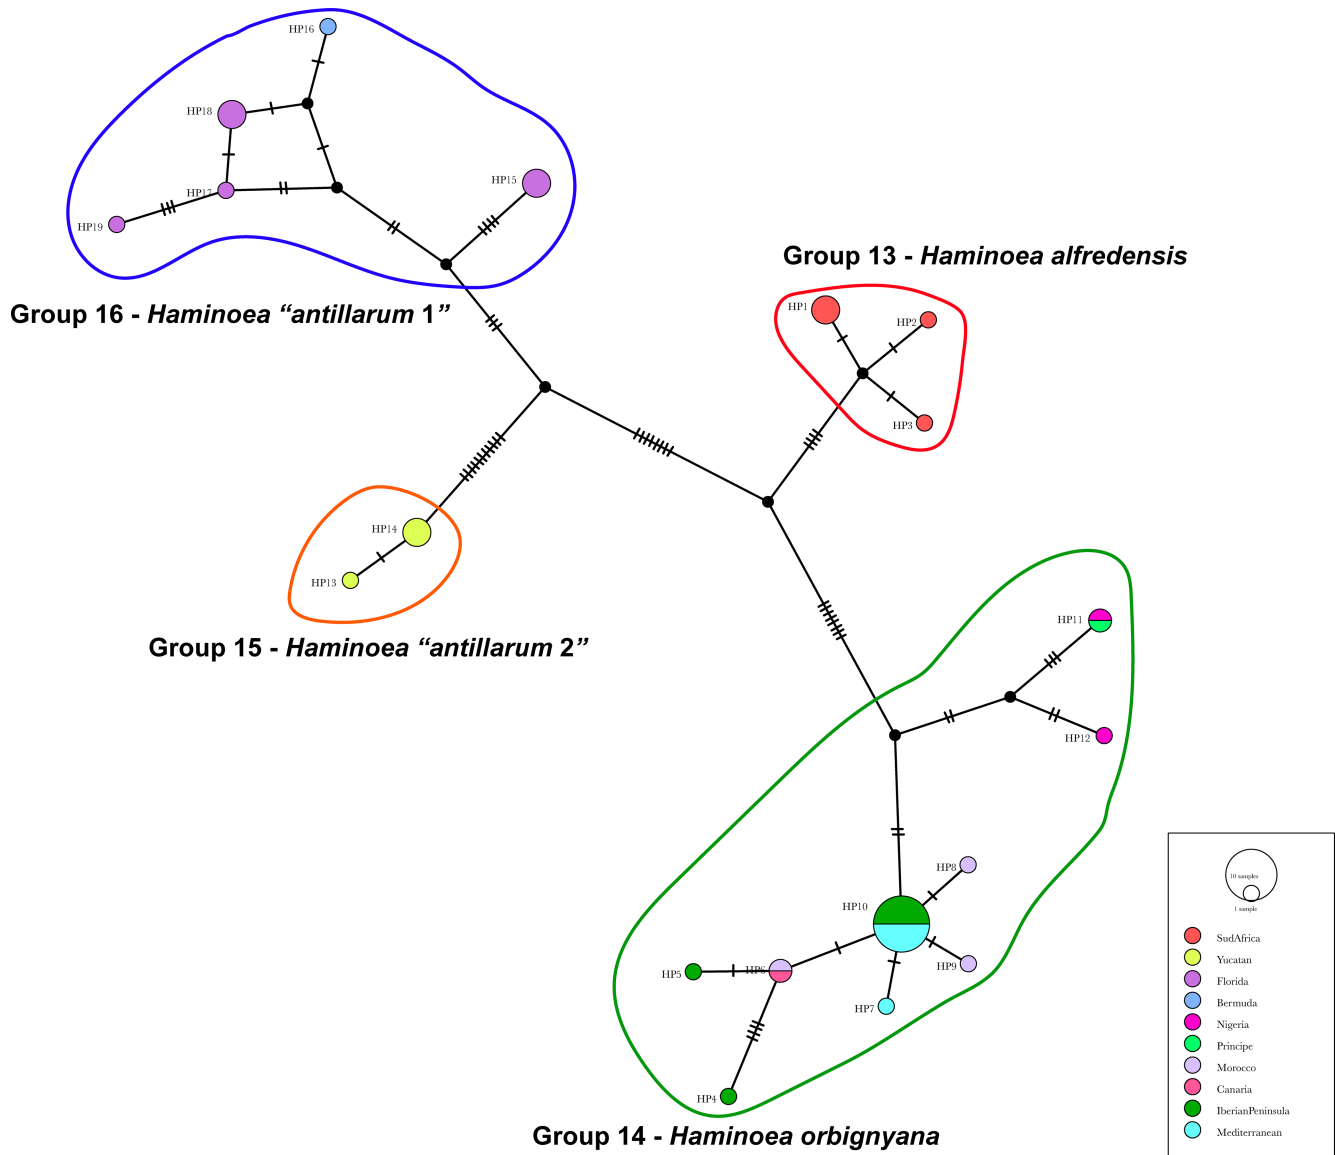 HP16
HP18
HP15
HP17
HP19
Group 13 - Haminoea alfredensis
HP1
Group 16 - Haminoea “antillarum 1”
HP2
HP3
HP14
HP13
HP11
Group 15 - Haminoea “antillarum 2”
HP12
HP8
10 samples
HP10
1 sample
SudAfrica
HP6
HP9
Yucatan
HP5
Florida
Bermuda
HP7
Nigeria
Principe
Morocco
Canaria
HP4
IberianPeninsula
Mediterranean
Group 14 - Haminoea orbignyana